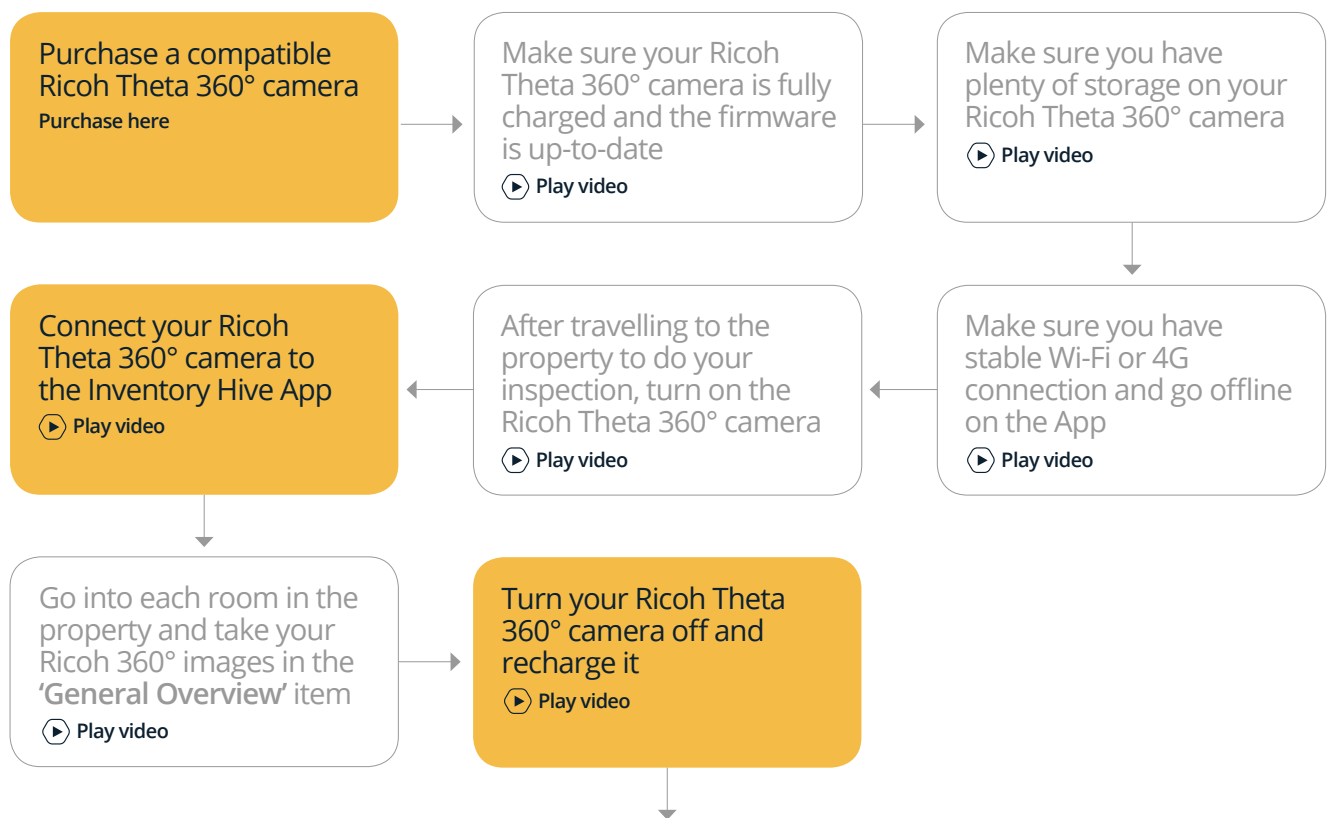 Purchase a compatible
Ricoh Theta 360° camera
Purchase here
Make sure your Ricoh
Theta 360° camera is fully
charged and the firmware
is up-to-date
Play video
Make sure you have
plenty of storage on your
Ricoh Theta 360° camera
Play video
Make sure you have
stable Wi-Fi or 4G
connection and go offline
on the App
Play video
After travelling to the
property to do your
inspection, turn on the
Ricoh Theta 360° camera
Play video
Connect your Ricoh
Theta 360° camera to
the Inventory Hive App
Play video
Go into each room in the
property and take your
Ricoh 360° images in the
‘General Overview’ item
Play video
Turn your Ricoh Theta
360° camera off and
recharge it
Play video